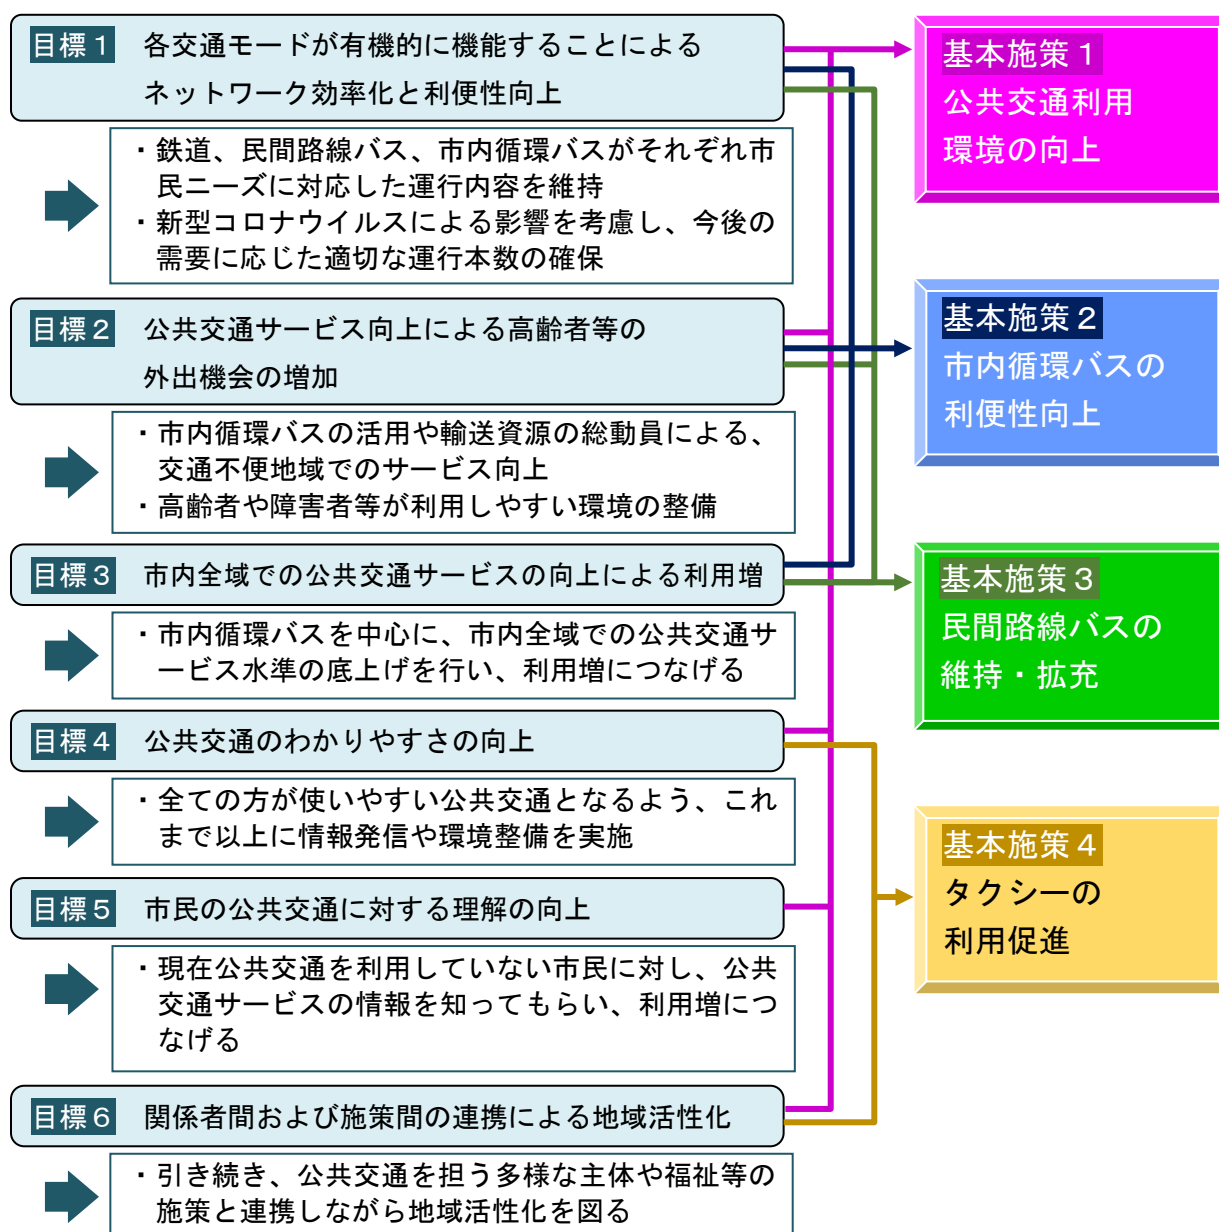 目標１ 各交通モードが有機的に機能することによる
ネットワーク効率化と利便性向上
・鉄道、民間路線バス、市内循環バスがそれぞれ市
民ニーズに対応した運行内容を維持
・新型コロナウイルスによる影響を考慮し、今後の
需要に応じた適切な運行本数の確保
目標２ 公共交通サービス向上による高齢者等の
外出機会の増加
・市内循環バスの活用や輸送資源の総動員による、
交通不便地域でのサービス向上
・高齢者や障害者等が利用しやすい環境の整備
目標３ 市内全域での公共交通サービスの向上による利用増
・市内循環バスを中心に、市内全域での公共交通サ
ービス水準の底上げを行い、利用増につなげる
目標４ 公共交通のわかりやすさの向上
・全ての方が使いやすい公共交通となるよう、これ
まで以上に情報発信や環境整備を実施
目標５ 市民の公共交通に対する理解の向上
・現在公共交通を利用していない市民に対し、公共
交通サービスの情報を知ってもらい、利用増につ
なげる
目標６ 関係者間および施策間の連携による地域活性化
・引き続き、公共交通を担う多様な主体や福祉等の
施策と連携しながら地域活性化を図る
基本施策１
公共交通利用
環境の向上
基本施策２
市内循環バスの
利便性向上
基本施策３
民間路線バスの
維持・拡充
基本施策４
タクシーの
利用促進